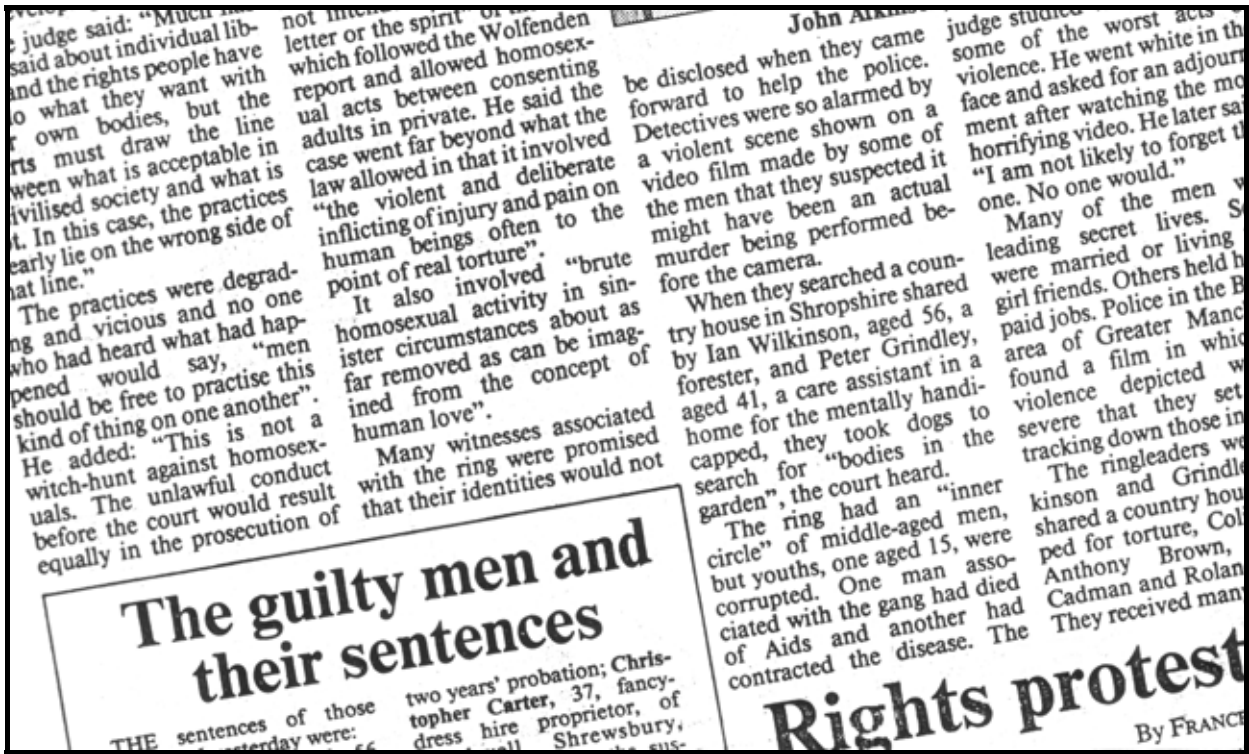 judge said: "Much
said about individual lib-
and the rights people have
what they want with
own bodies, but the
must draw the line
what is acceptable in
society and what is
In this case, the practices
lie on the wrong side of
line."
The practices were degrad-
and vicious and no one
who had heard what had hap-
pened would say, "men
should be free to practise this
kind of thing on one another".
He added: "This is not a
witch-hunt against homosex-
uals. The unlawful conduct
before the court would result
equally in the prosecution of
not
letter or the spirit"
which followed the Wolfenden
report and allowed homosex-
ual acts between consenting
adults in private. He said the
case went far beyond what the
law allowed in that it involved
"the violent and deliberate
inflicting of injury and pain on
human beings often to the
point of real torture".
It also involved "brute
homosexual activity in sin-
ister circumstances about as
far removed as can be imag-
ined from the concept of
human love".
Many witnesses associated
with the ring were promised
that their identities would not
John
be disclosed when they came
forward to help the police.
Detectives were so alarmed by
a violent scene shown on a
video film made by some of
the men that they suspected it
might have been an actual
murder being performed be-
fore the camera.
When they searched a coun-
try house in Shropshire shared
by Ian Wilkinson, aged 56, a
forester, and Peter Grindley,
aged 41, a care assistant in a
home for the mentally handi-
capped, they took dogs to
search for "bodies in the
garden", the court heard.
The ring had an "inner
circle" of middle-aged men,
but youths, one aged 15, were
corrupted. One man asso-
ciated with the gang had died
of Aids and another had
contracted the disease. The
judge studied
some of the worst acts
violence. He went white in
face and asked for an
ment after watching the
horrifying video. He later
"I am not likely to forget
one. No one would."
Many of the men
leading secret lives.
were married or living
girl friends. Others held
paid jobs. Police in the
area of Greater
found a film in
violence depicted
severe that they set
tracking down those in
The ringleaders
kinson and
shared a country
ped for torture,
Anthony Brown,
Cadman and
They received
The guilty men and
their sentences
THE sentences of those
yesterday were:
two years' probation; Chris-
topher Carter, 37, fancy-
dress hire proprietor, of
Shrewsbury,
Rights protest
By